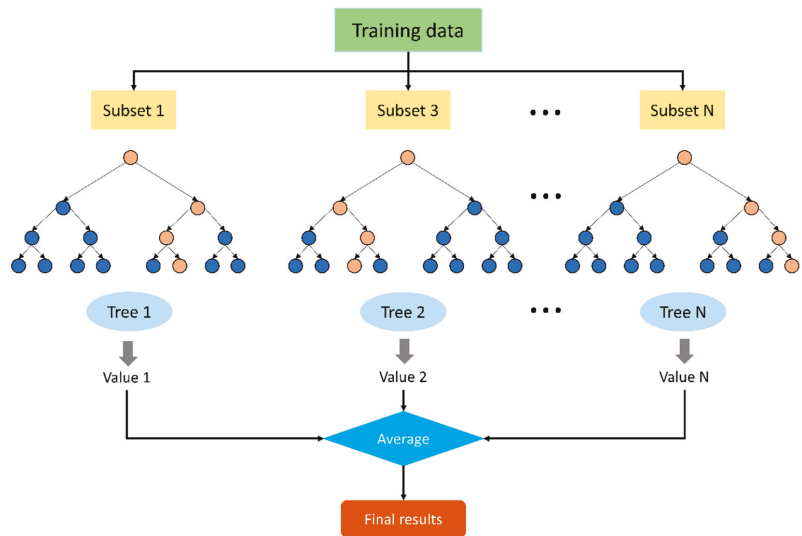 Training data
Subset 1
Subset 3
Subset N
Tree 1
Tree 2
Tree N
Value 1
Value 2
Value N
Average
Final results